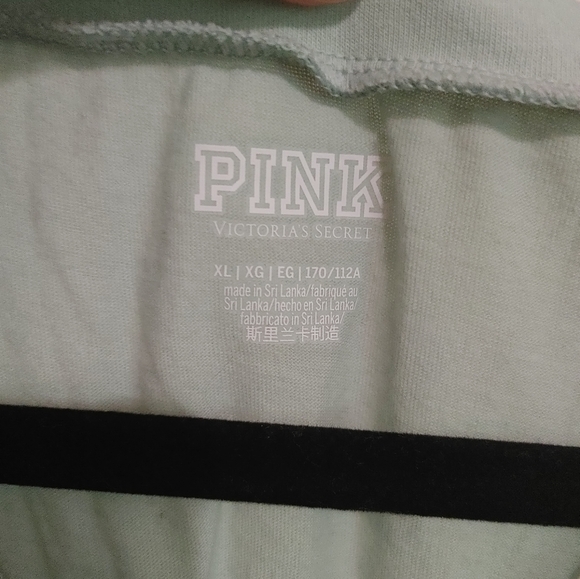 PINK
VICTORIA'S SECRET
XL | XG | EG | 170/112A
made in Sri Lanka/fabriqué au
Sri Lanka/hecho en Sri Lanka/
fabbricato in Sri Lanka/
斯里兰卡制造